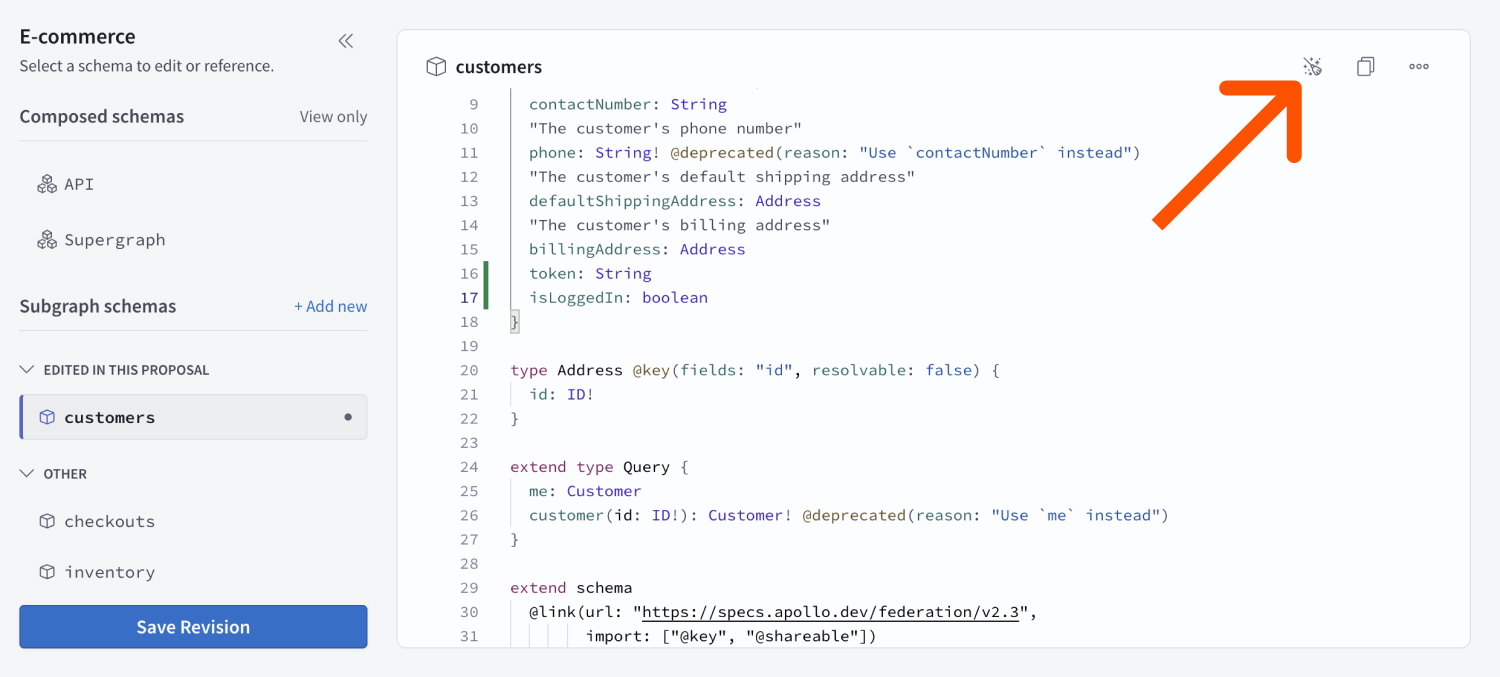 E-commerce
Select a schema to edit or reference.
Composed schemas View only
API
Supergraph
Subgraph schemas + Add new
EDITED IN THIS PROPOSAL
customers
OTHER
checkouts
inventory
Save Revision
customers
9 contactNumber: String
10 "The customer's phone number"
11 phone: String! @deprecated(reason: "Use `contactNumber` instead")
12 "The customer's default shipping address"
13 defaultShippingAddress: Address
14 "The customer's billing address"
15 billingAddress: Address
16 token: String
17 isLoggedIn: boolean
18 }
19
20 type Address @key(fields: "id", resolvable: false) {
21 id: ID!
22 }
23
24 extend type Query {
25 me: Customer
26 customer(id: ID!): Customer! @deprecated(reason: "Use `me` instead")
27 }
28
29 extend schema
30 @link(url: "https://specs.apollo.dev/federation/v2.3",
31 import: ["@key", "@shareable"])